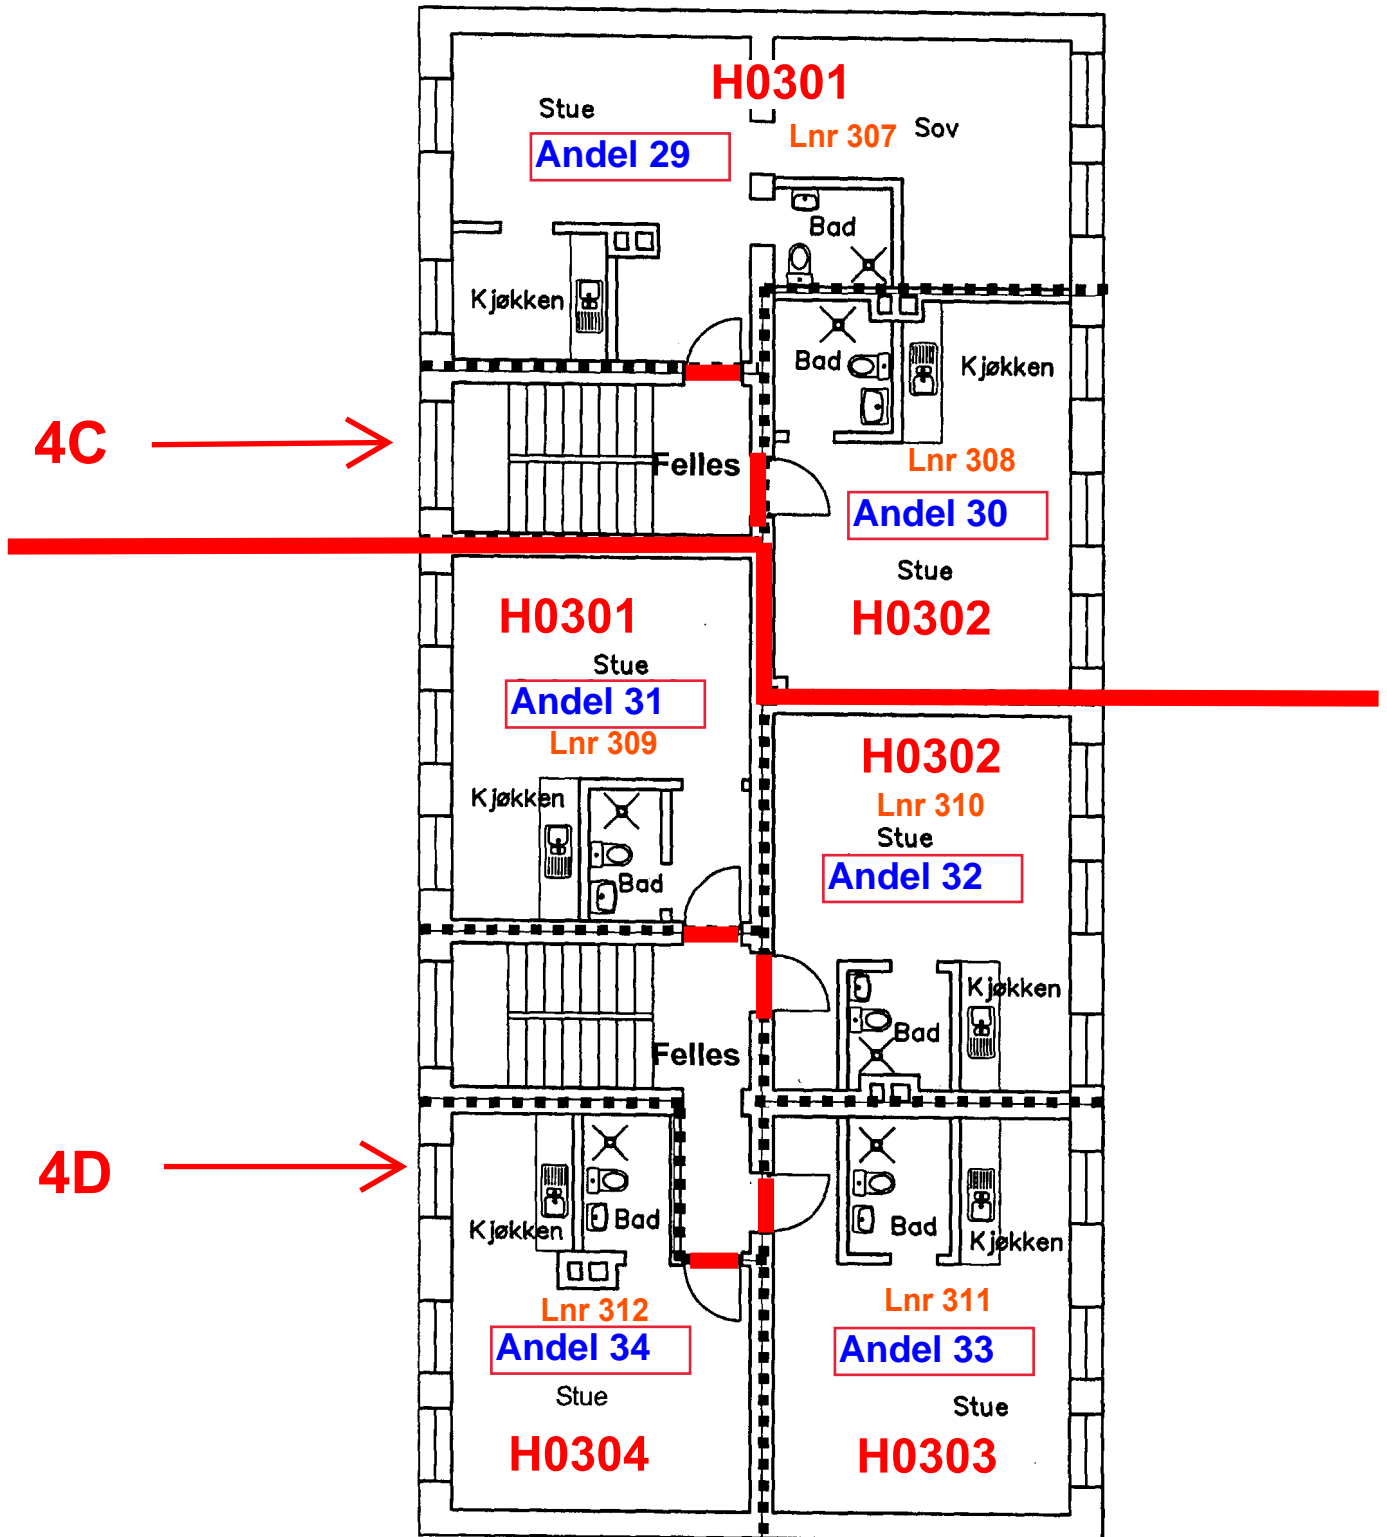 H0301
Stue
Lnr 307
Sov
Andel 29
Bad
Kjøkken
Bad
Kjøkken
4C
Felles
Lnr 308
Andel 30
Stue
H0302
H0301
Stue
Andel 31
Lnr 309
H0302
Lnr 310
Stue
Andel 32
Kjøkken
Bad
Kjøkken
Bad
Felles
4D
Kjøkken
Bad
Bad
Kjøkken
Lnr 312
Lnr 311
Andel 34
Andel 33
Stue
Stue
H0304
H0303